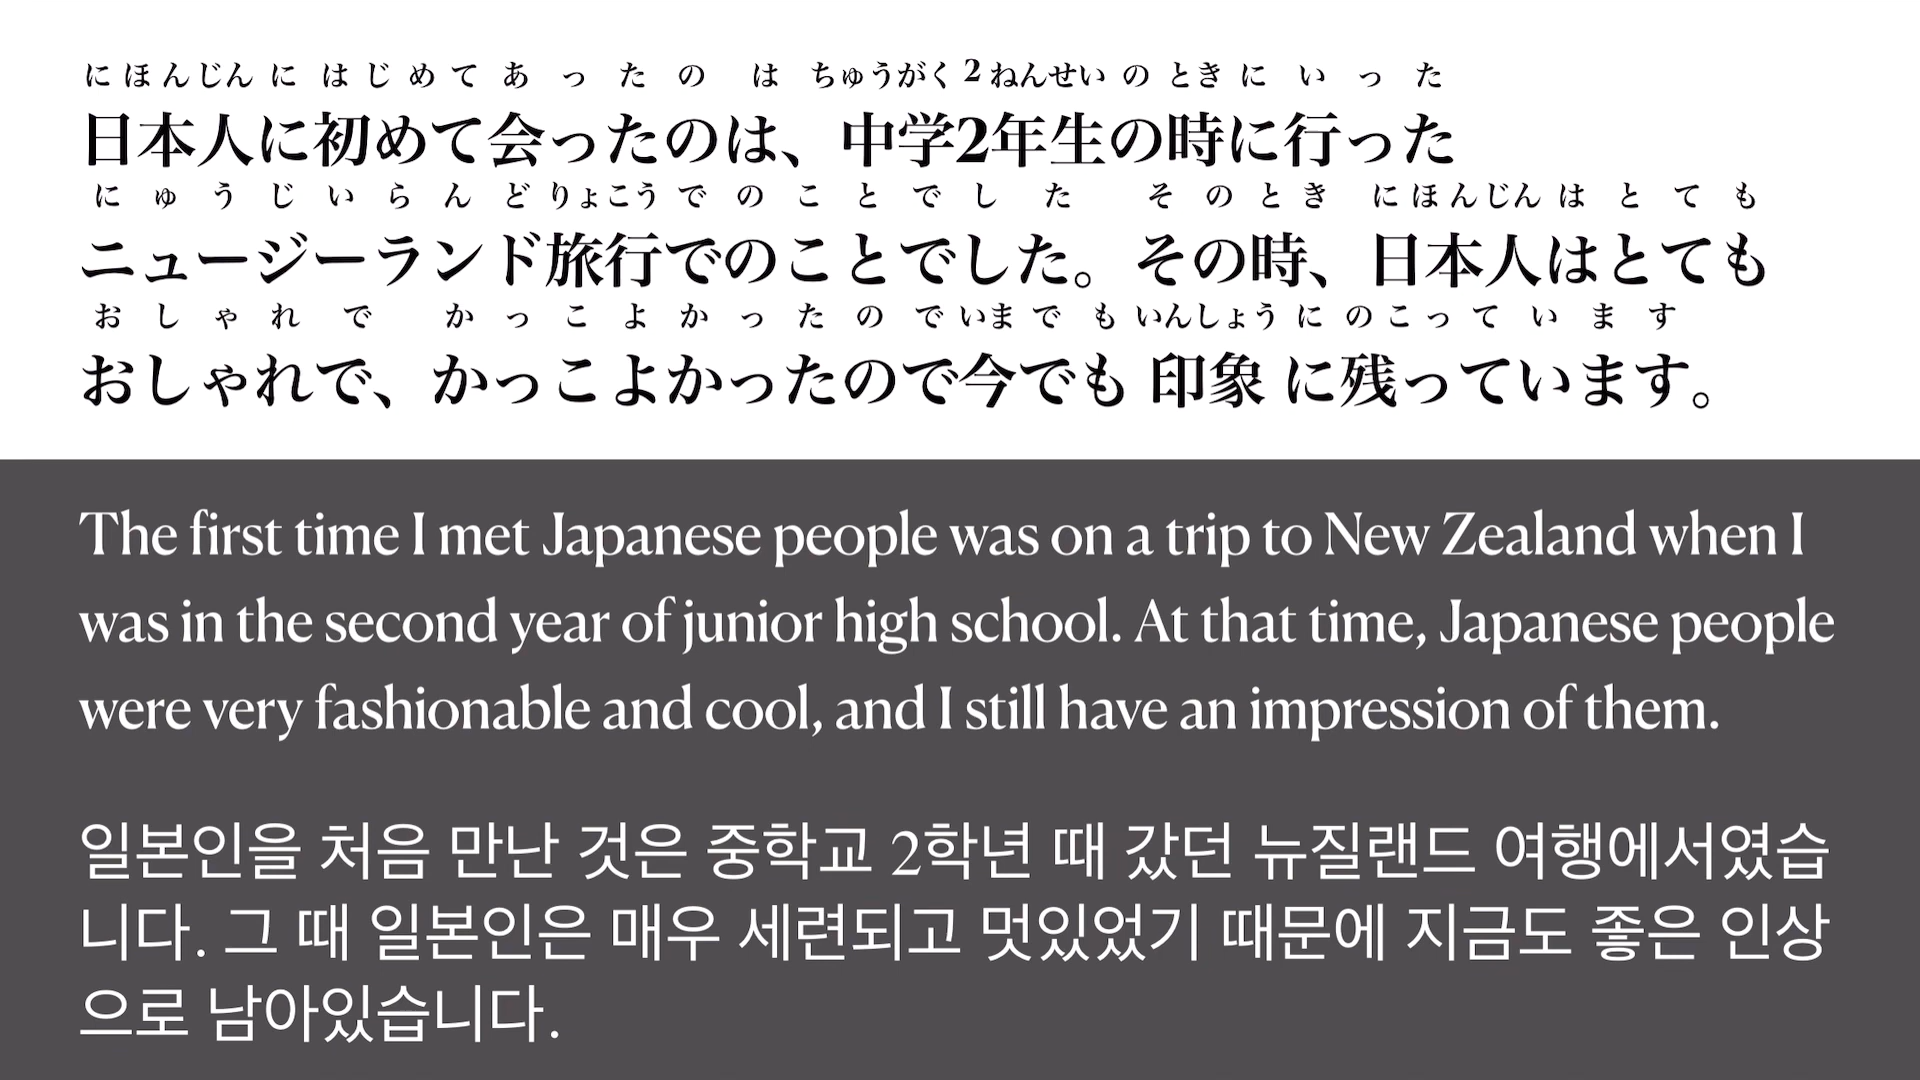 にほんじんにはじめてあったのは ちゅうがく2ねんせいのときにいった
日本人に初めて会ったのは、中学2年生の時に行った
にゅうじいらんどりょこうでのことでした そのとき にほんじんはとても
ニュージーランド旅行でのことでした。その時、日本人はとても
おしゃれで かっこよかったのでいまでもいんしょうにのこっています
おしゃれで、かっこよかったので今でも 印象 に残っています。
The first time I met Japanese people was on a trip to New Zealand when I
was in the second year of junior high school. At that time, Japanese people
were very fashionable and cool, and I still have an impression of them.
일본인을 처음 만난 것은 중학교 2학년 때 갔던 뉴질랜드 여행에서였습
니다. 그 때 일본인은 매우 세련되고 멋있었기 때문에 지금도 좋은 인상
으로 남아있습니다.